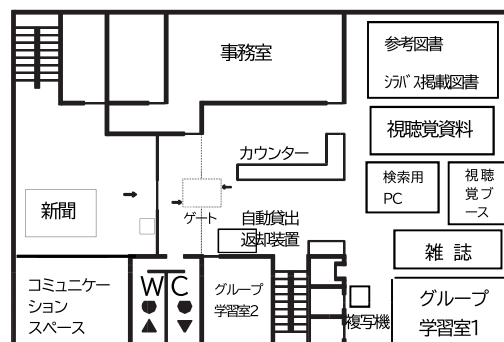 事務室
参考図書
シラバス掲載図書
視聴覚資料
カウンター
検索用
PC
視聴
覚ブ
ース
新聞
ゲート
自動貸出
返却装置
雑 誌
コミュニケー
ション
スペース
W C
グループ
学習室2
複写機
グループ
学習室1